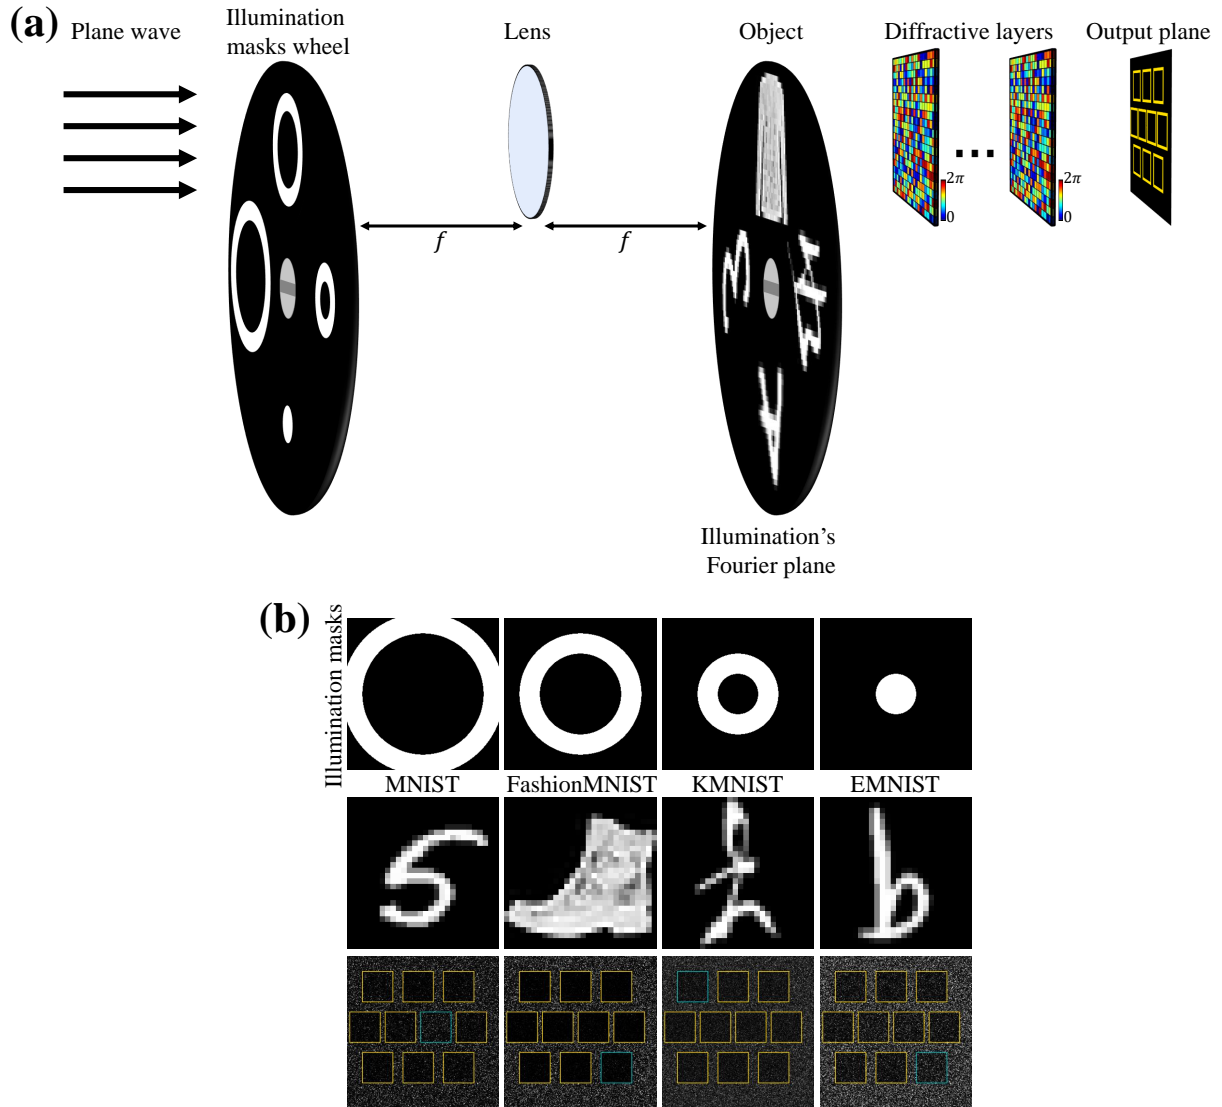 (a)
Plane wave
Illumination
masks wheel
Lens
Object
Diffractive layers
Output plane
2π
0
2π
0
...
f
f
Illumination's
Fourier plane
(b)
Illumination masks
MNIST
FashionMNIST
KMNIST
EMNIST